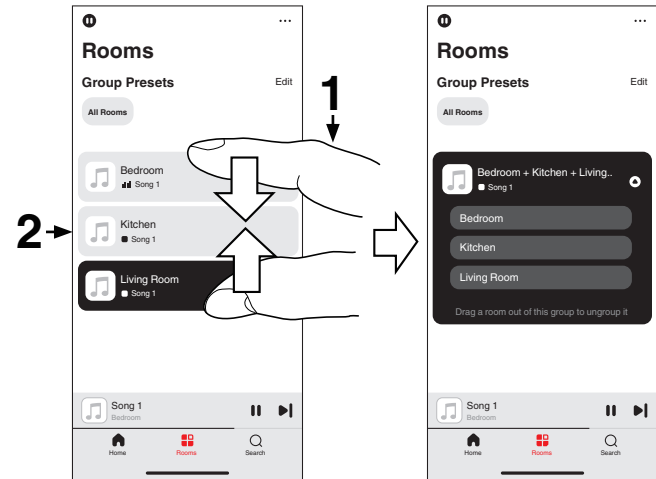 Rooms
Group Presets Edit
All Rooms
1
Bedroom
Song 1
2
Kitchen
Song 1
Living Room
Song 1
Song 1
Bedroom
Home Rooms Search
Rooms
Group Presets Edit
All Rooms
Bedroom + Kitchen + Living..
Song 1
Bedroom
Kitchen
Living Room
Drag a room out of this group to ungroup it
Song 1
Bedroom
Home Rooms Search